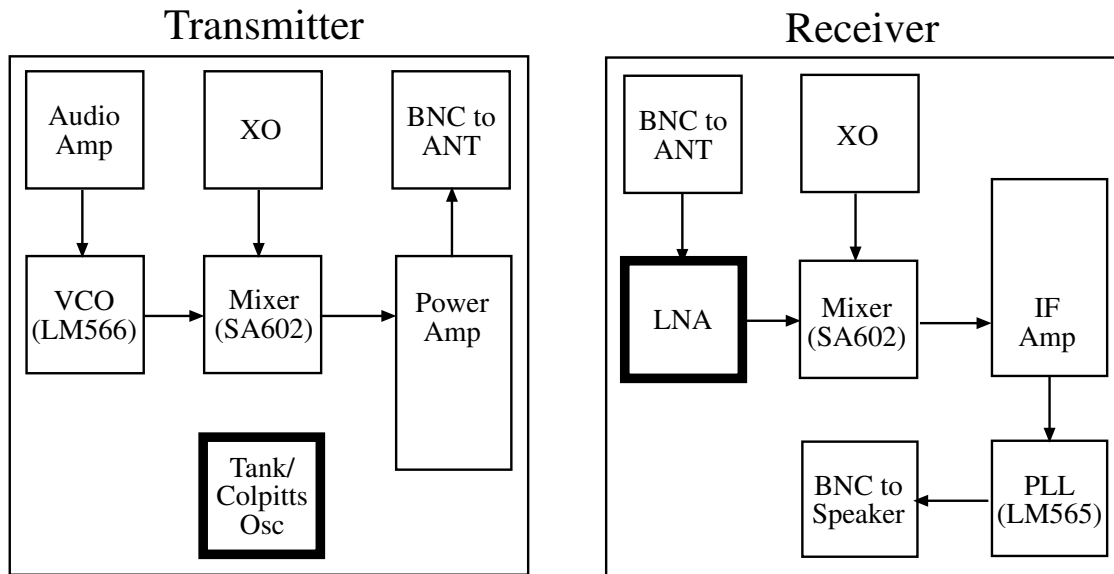 Transmitter
Audio
Amp
XO
BNC to
ANT
VCO
(LM566)
Mixer
(SA602)
Power
Amp
Tank/
Colpitts
Osc
Receiver
BNC to
ANT
XO
LNA
Mixer
(SA602)
IF
Amp
BNC to
Speaker
PLL
(LM565)